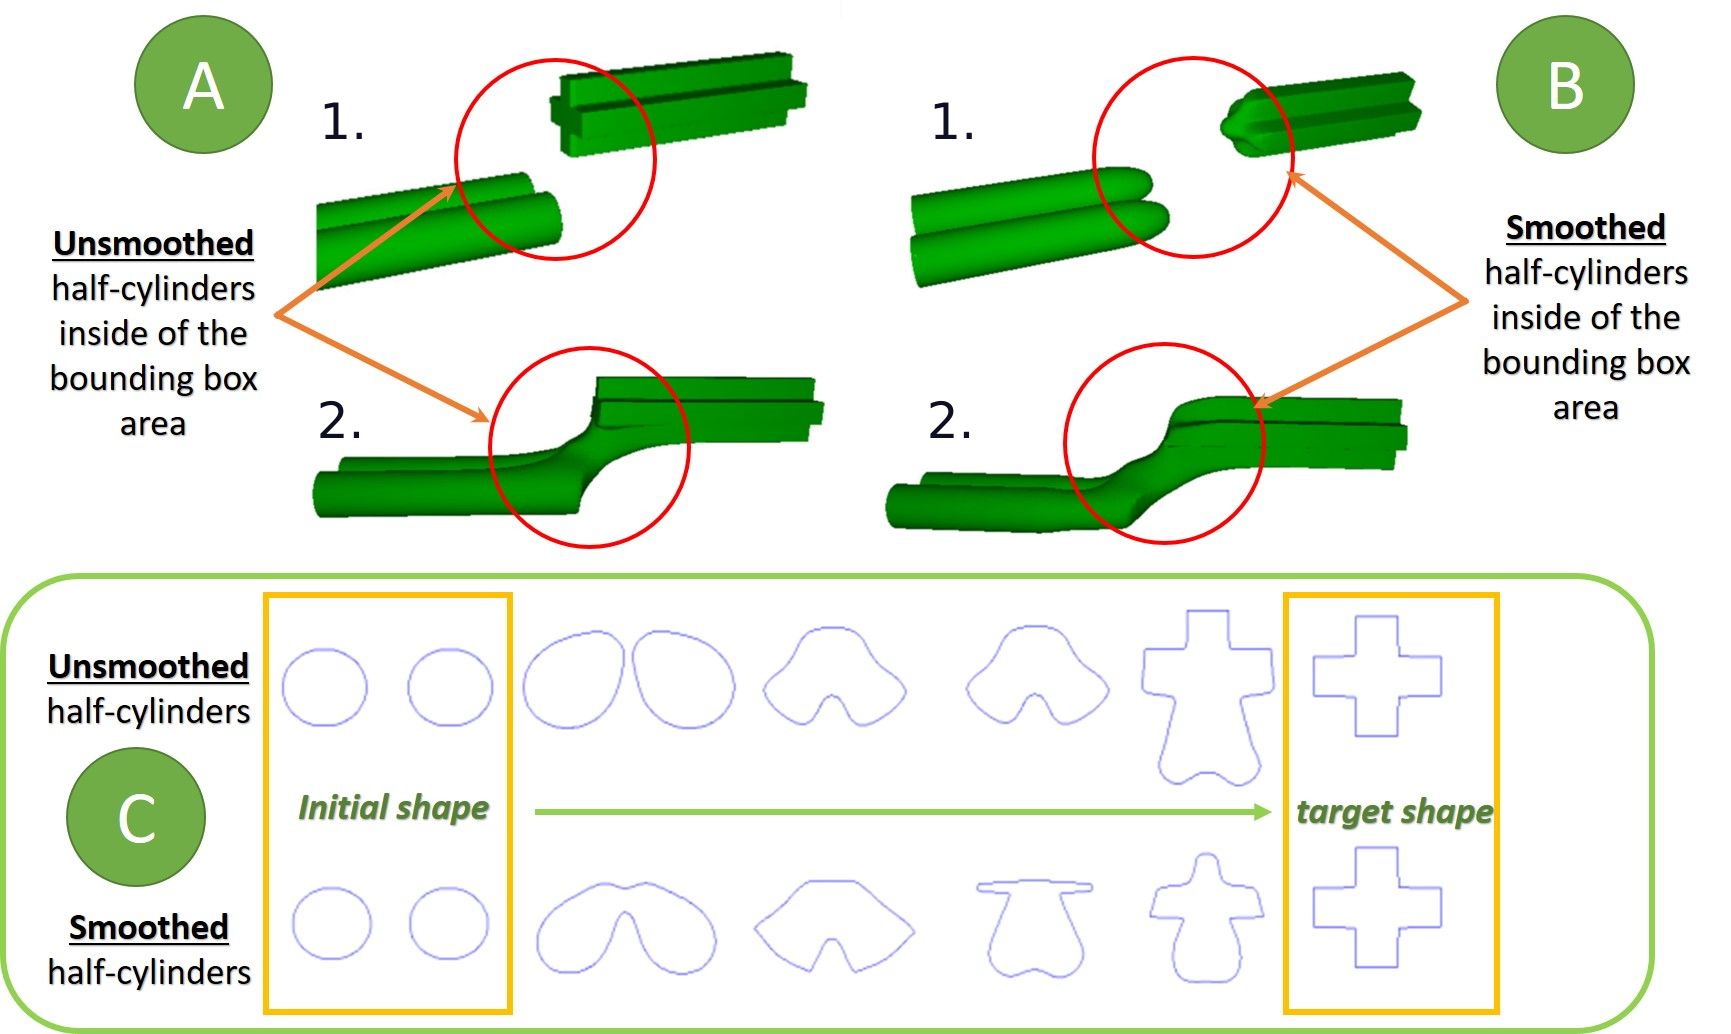 A
1.
Unsmoothed
half-cylinders
inside of the
bounding box
area
2.
1.
B
Smoothed
half-cylinders
inside of the
bounding box
area
2.
Unsmoothed
half-cylinders
C
Initial shape
target shape
Smoothed
half-cylinders